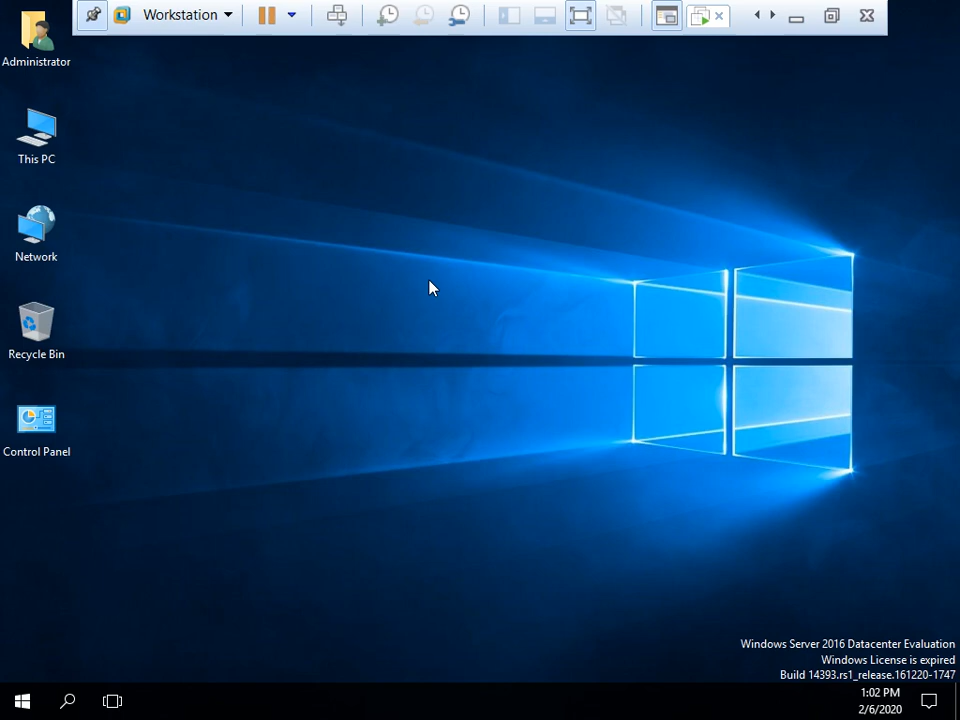 Workstation
Administrator
This PC
Network
Recycle Bin
Control Panel
Windows Server 2016 Datacenter Evaluation
Windows License is expired
Build 14393.rs1_release.161220-1747
1:02 PM
2/6/2020